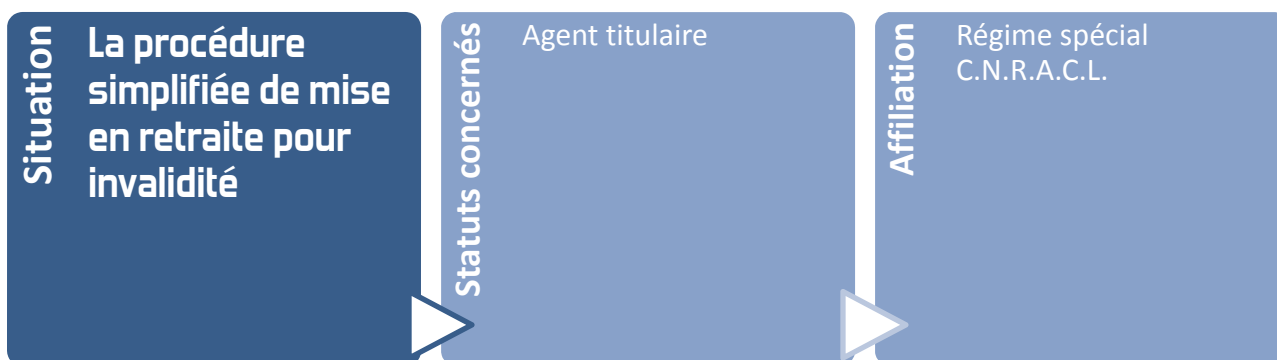 Situation
La procédure
simplifiée de mise
en retraite pour
invalidité
Statuts concernés
Agent titulaire
Affiliation
Régime spécial
C.N.R.A.C.L.